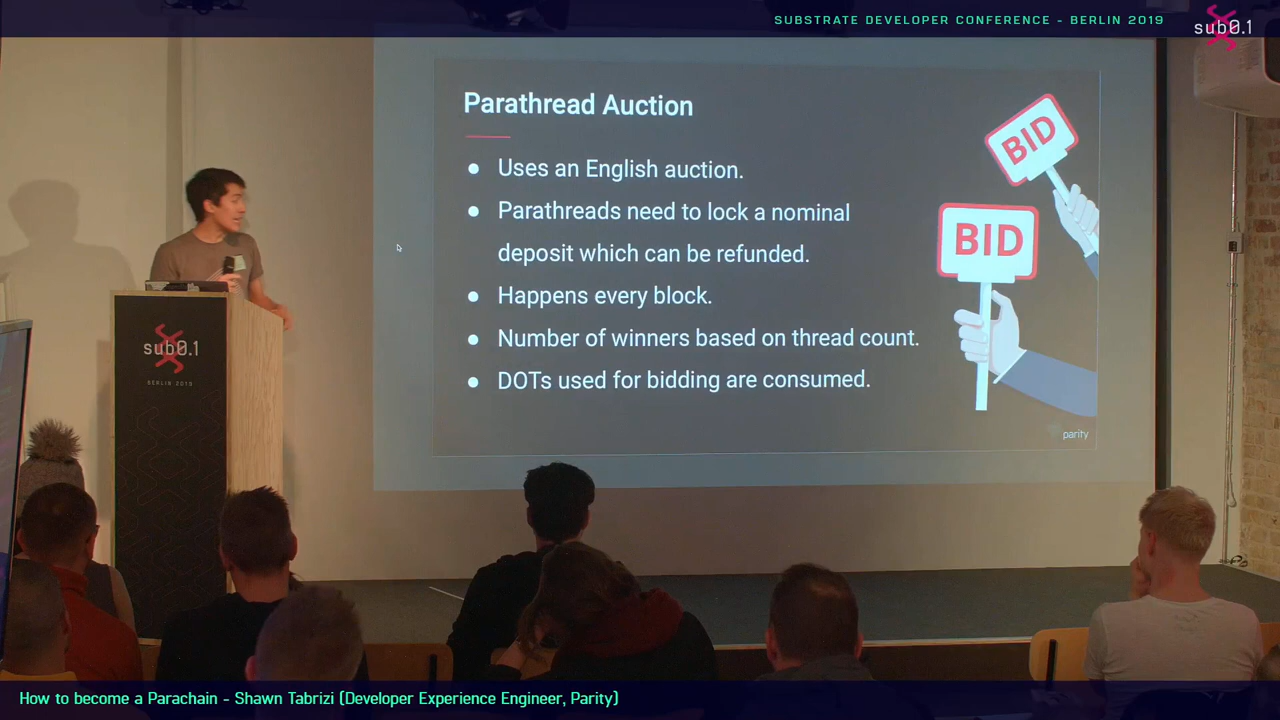 SUBSTRATE DEVELOPER CONFERENCE - BERLIN 2019
sub0.1
Parathread Auction
Uses an English auction.
Parathreads need to lock a nominal
deposit which can be refunded.
Happens every block.
Number of winners based on thread count.
DOTs used for bidding are consumed.
BID
BID
parity
sub0.1
BERLIN 2019
How to become a Parachain - Shawn Tabrizi (Developer Experience Engineer, Parity)